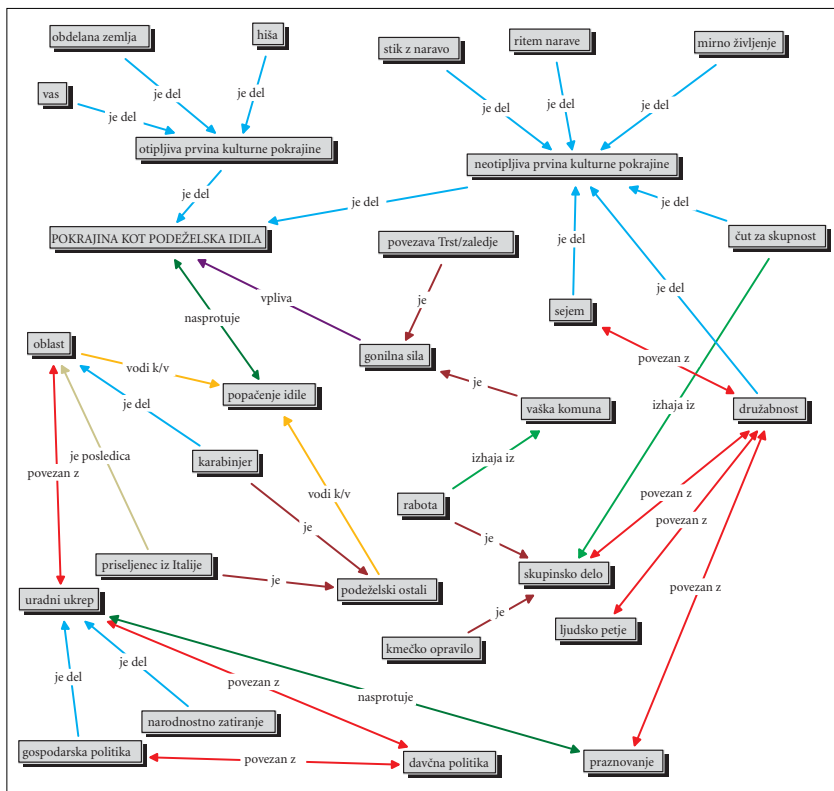 obdelana zemlja
hiša
stik z naravo
ritem narave
mirno življenje
vas
je del
je del
je del
je del
je del
je del
otipljiva prvina kulturne pokrajine
neotipljiva prvina kulturne pokrajine
je del
je del
je del
POKRAJINA KOT PODEŽELSKA IDILA
povezava Trst/zaledje
je del
čut za skupnost
vpliva
je
je del
nasprotuje
sejem
oblast
vodi k/v
gonilna sila
povezan z
popačenje idile
je
vaška komuna
izhaja iz
družabnost
je del
je posledica
karabinjer
izhaja iz
povezan z
vodi k/v
rabota
povezan z
povezan z
je
je
priseljenec iz Italije
je
podeželski ostali
skupinsko delo
povezan z
uradni ukrep
je
ljudsko petje
kmečko opravilo
je del
je del
povezan z
nasprotuje
narodnostno zatiranje
gospodarska politika
povezan z
davčna politika
praznovanje